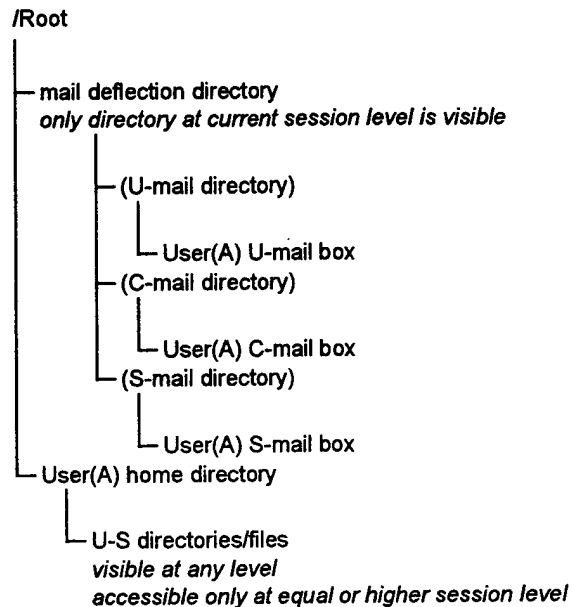 /Root
mail deflection directory
only directory at current session level is visible
(U-mail directory)
User(A) U-mail box
(C-mail directory)
User(A) C-mail box
(S-mail directory)
User(A) S-mail box
User(A) home directory
U-S directories/files
visible at any level
accessible only at equal or higher session level